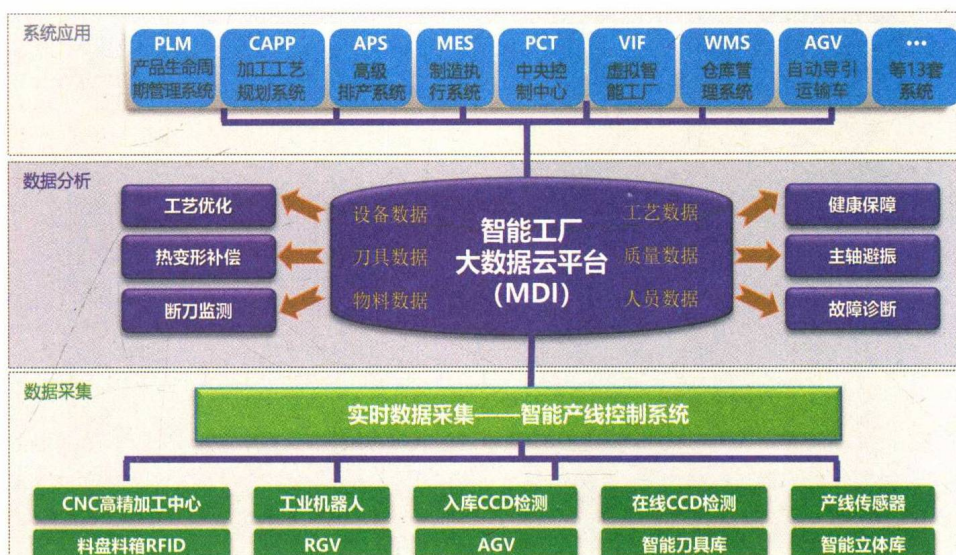 系统应用
PLM
产品生命周
期管理系统
CAPP
加工工艺
规划系统
APS
高级
排产系统
MES
制造执
行系统
PCT
中央控
制中心
VIF
虚拟智
能工厂
WMS
仓库管
理系统
AGV
自动导引
运输车
•••
等13套
系统
数据分析
工艺优化
热变形补偿
断刀监测
设备数据
刀具数据
物料数据
智能工厂
大数据云平台
(MDI)
工艺数据
质量数据
人员数据
健康保障
主轴避振
故障诊断
数据采集
实时数据采集——智能产线控制系统
CNC高精加工中心
工业机器人
入库CCD检测
在线CCD检测
产线传感器
料盘料箱RFID
RGV
AGV
智能刀具库
智能立体库